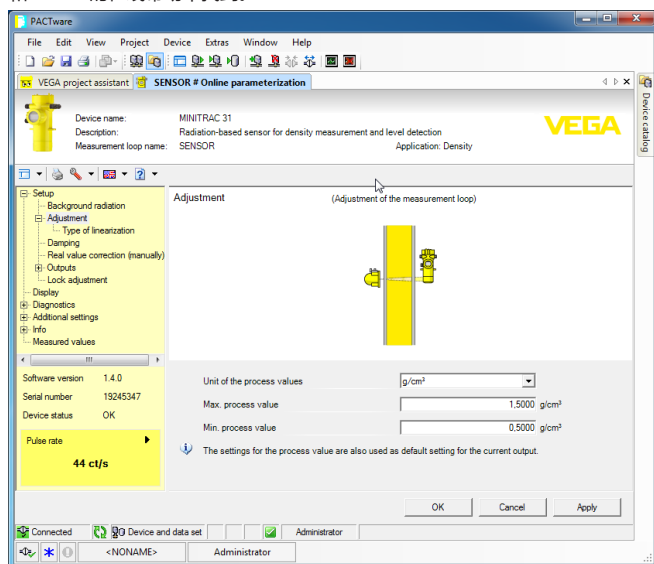 PACTware
File Edit View Project Device Extras Window Help
VEGA project assistant SENSOR # Online parameterization
Device name: MINITRAC 31
Description: Radiation-based sensor for density measurement and level detection
Measurement loop name: SENSOR Application: Density
VEGA
Device catalog
Setup
Background radiation
Adjustment
Type of linearization
Damping
Real value correction (manually)
Outputs
Lock adjustment
Display
Diagnostics
Additional settings
Info
Measured values
Software version 1.4.0
Serial number 19245347
Device status OK
Pulse rate
44 ct/s
Adjustment (Adjustment of the measurement loop)
Unit of the process values g/cm³
Max. process value 1,5000 g/cm³
Min. process value 0,5000 g/cm³
The settings for the process value are also used as default setting for the current output.
OK Cancel Apply
Connected Device and data set Administrator
<NONAME> Administrator